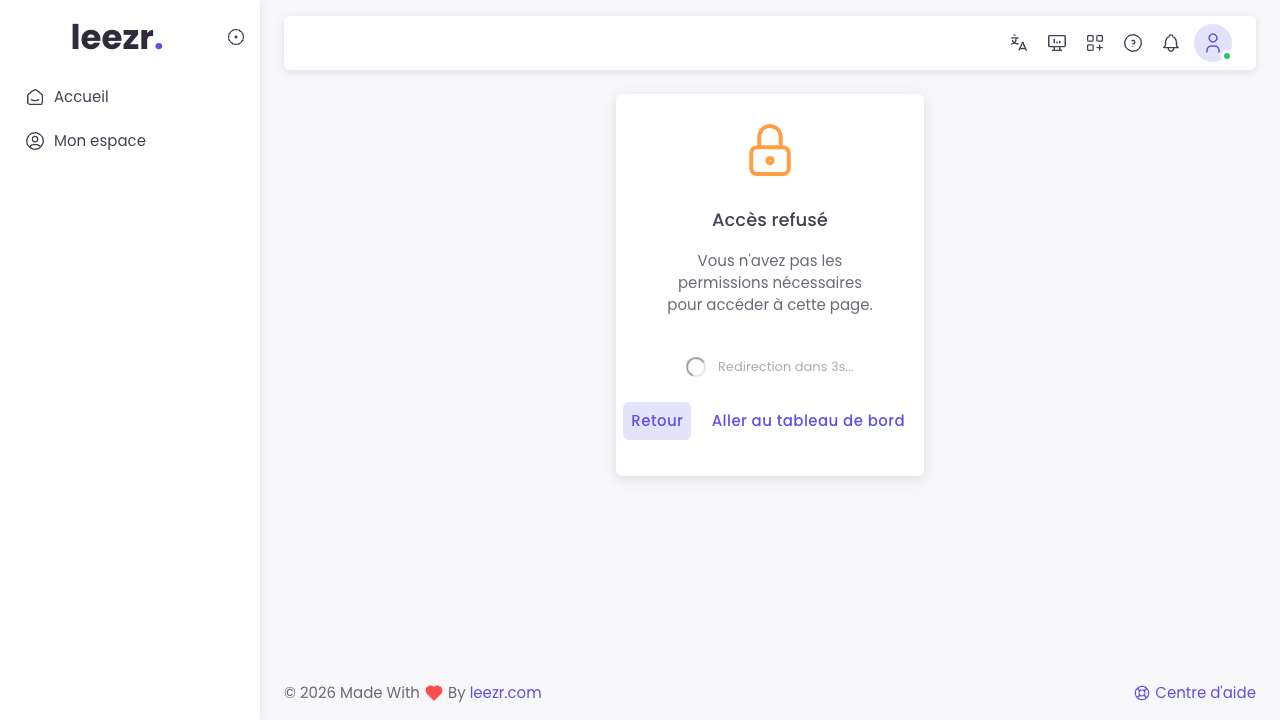 leezr.
Accueil
Mon espace
Accès refusé
Vous n'avez pas les
permissions nécessaires
pour accéder à cette page.
Redirection dans 3s...
Retour
Aller au tableau de bord
© 2026 Made With By leezr.com
Centre d'aide